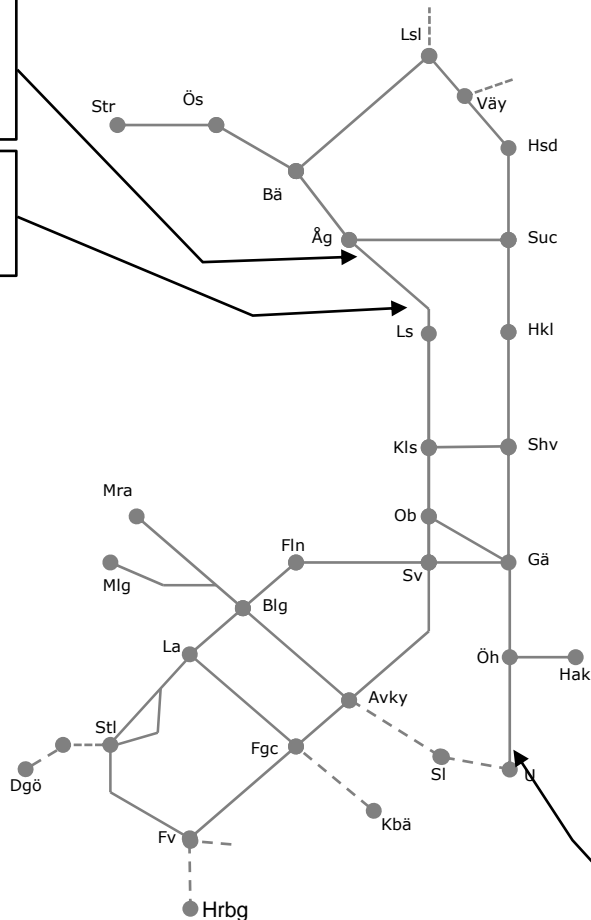 Lsl
Väy
Str
Ös
Hsd
Bä
Åg
Suc
Ls
Hkl
Kls
Shv
Mra
Ob
Fln
Gä
Mlg
Sv
Blg
La
Öh
Hak
Avky
Stl
Fgc
Sl
U
Dgö
Kbä
Fv
Hrbg